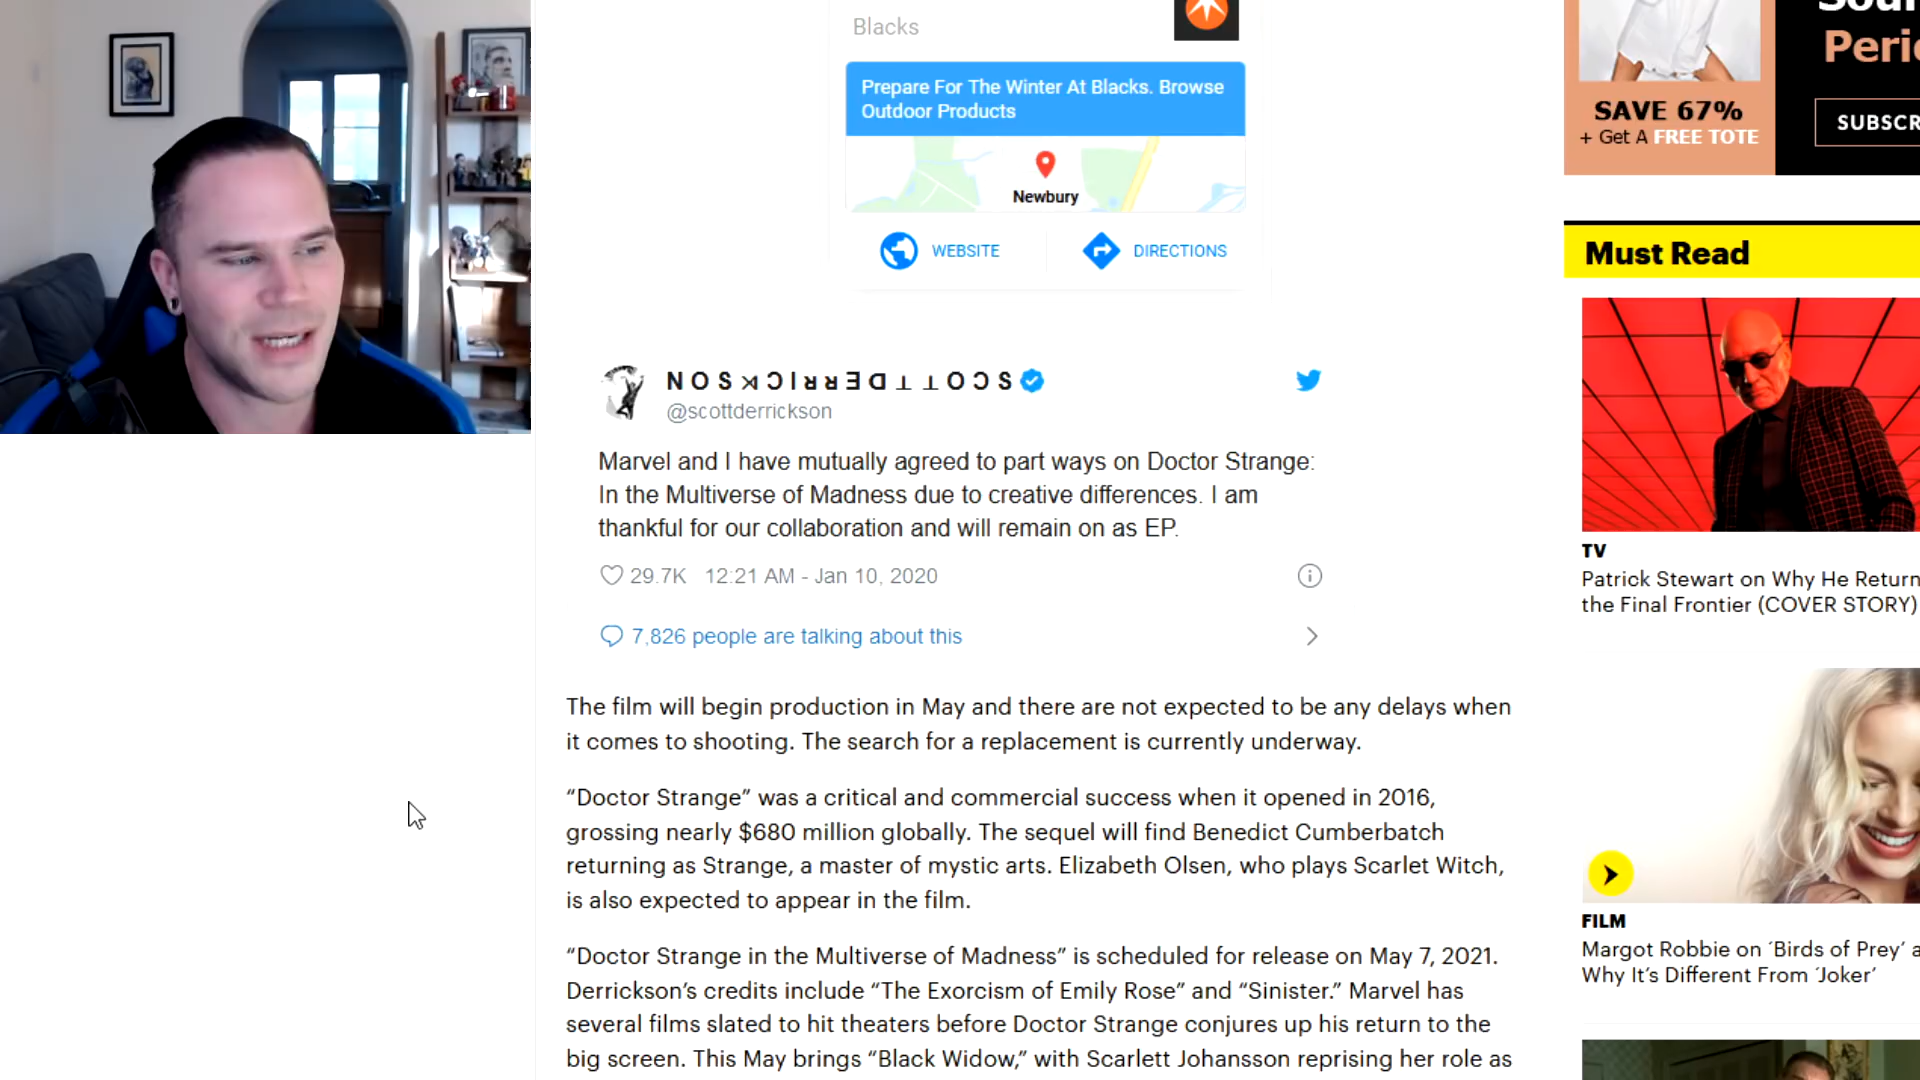 Blacks
Prepare For The Winter At Blacks. Browse
Outdoor Products
Newbury
WEBSITE
DIRECTIONS
@scottderrickson
Marvel and I have mutually agreed to part ways on Doctor Strange:
In the Multiverse of Madness due to creative differences. I am
thankful for our collaboration and will remain on as EP.
29.7K 12:21 AM - Jan 10, 2020
7,826 people are talking about this
The film will begin production in May and there are not expected to be any delays when
it comes to shooting. The search for a replacement is currently underway.
“Doctor Strange” was a critical and commercial success when it opened in 2016,
grossing nearly $680 million globally. The sequel will find Benedict Cumberbatch
returning as Strange, a master of mystic arts. Elizabeth Olsen, who plays Scarlet Witch,
is also expected to appear in the film.
“Doctor Strange in the Multiverse of Madness” is scheduled for release on May 7, 2021.
Derrickson’s credits include “The Exorcism of Emily Rose” and “Sinister.” Marvel has
several films slated to hit theaters before Doctor Strange conjures up his return to the
big screen. This May brings “Black Widow,” with Scarlett Johansson reprising her role as
SAVE 67%
+ Get A FREE TOTE
Must Read
TV
Patrick Stewart on Why He Return
the Final Frontier (COVER STORY)
FILM
Margot Robbie on ‘Birds of Prey’ a
Why It’s Different From ‘Joker’